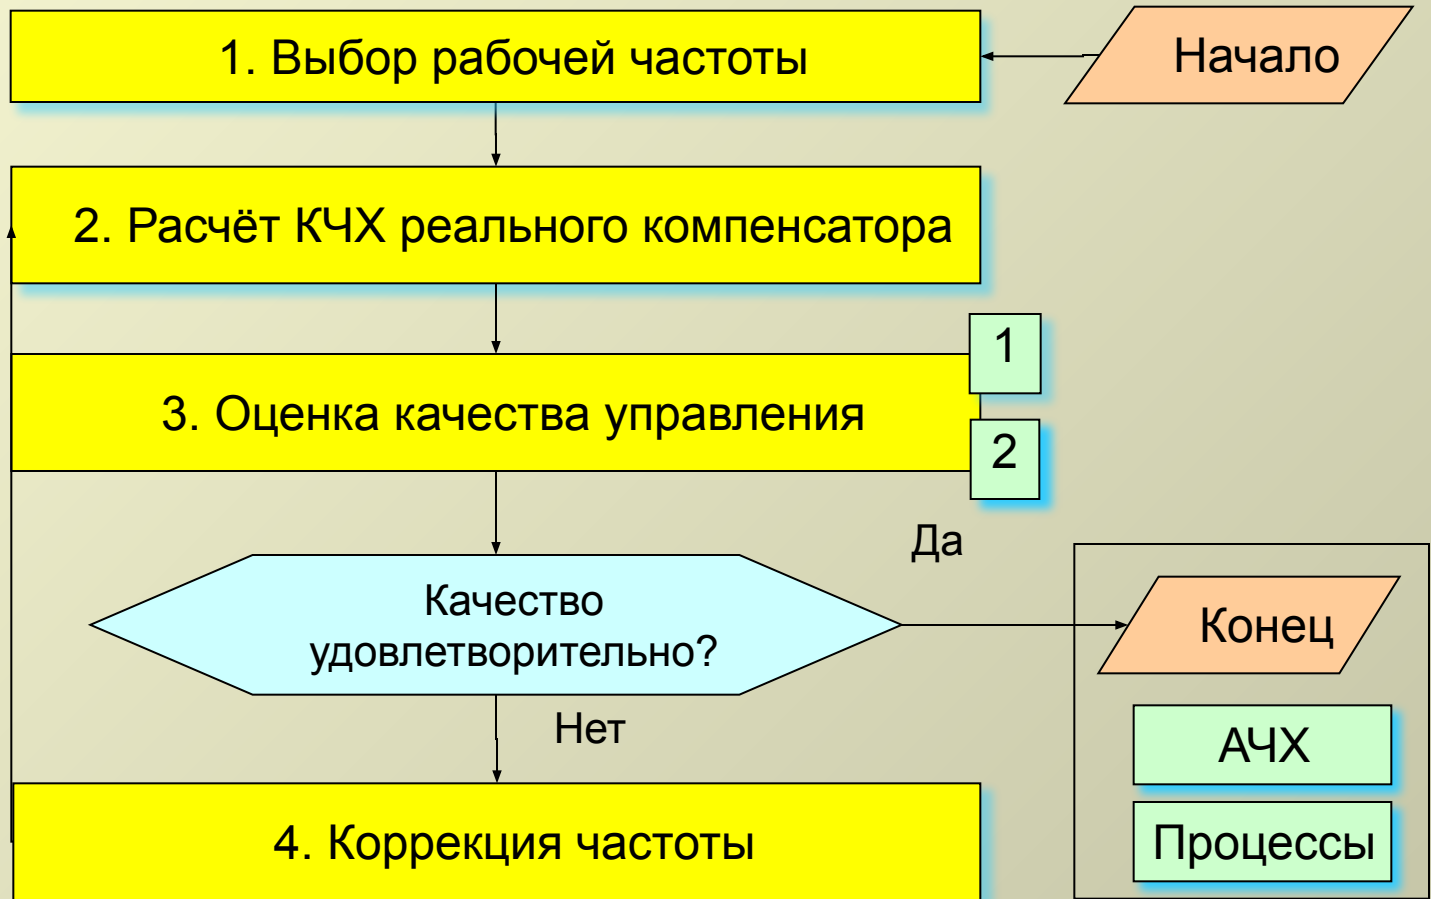 1. Выбор рабочей частоты
Начало
2. Расчёт КЧХ реального компенсатора
1
3. Оценка качества управления
2
Да
Качество
удовлетворительно?
Конец
Нет
АЧХ
Процессы
4. Коррекция частоты